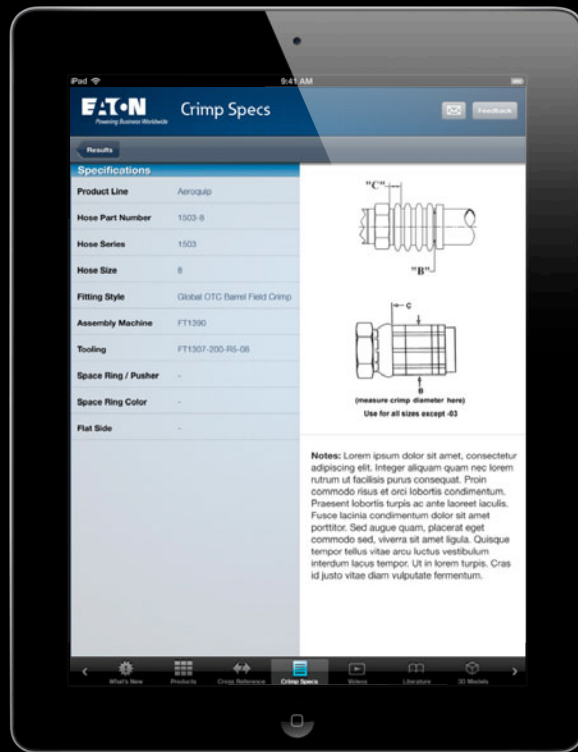 iPad
9:41 AM
EATON
Powering Business Worldwide
Crimp Specs
Feedback
Results
Specifications
Product Line Aeroquip
Hose Part Number 1503-8
Hose Series 1503
Hose Size 8
Fitting Style Global OTC Barrel Field Crimp
Assembly Machine FT1390
Tooling FT1307-200-R5-08
Space Ring / Pusher -
Space Ring Color -
Flat Side -
"C"
"B"
C
B
(measure crimp diameter here)
Use for all sizes except -03
Notes: Lorem ipsum dolor sit amet, consectetur
adipiscing elit. Integer aliquam quam nec lorem
rutrum ut facilisis purus consequat. Proin
commodo risus et orci lobortis condimentum.
Praesent lobortis turpis ac ante laoreet iaculis.
Fusce lacinia condimentum dolor sit amet
porttitor. Sed augue quam, placerat eget
commodo sed, viverra sit amet ligula. Quisque
tempor tellus vitae arcu luctus vestibulum
interdum lacus tempor. Ut in lorem turpis. Cras
id justo vitae diam vulputate fermentum.
What's New Products Cross Reference Crimp Specs Videos Literature 3D Models